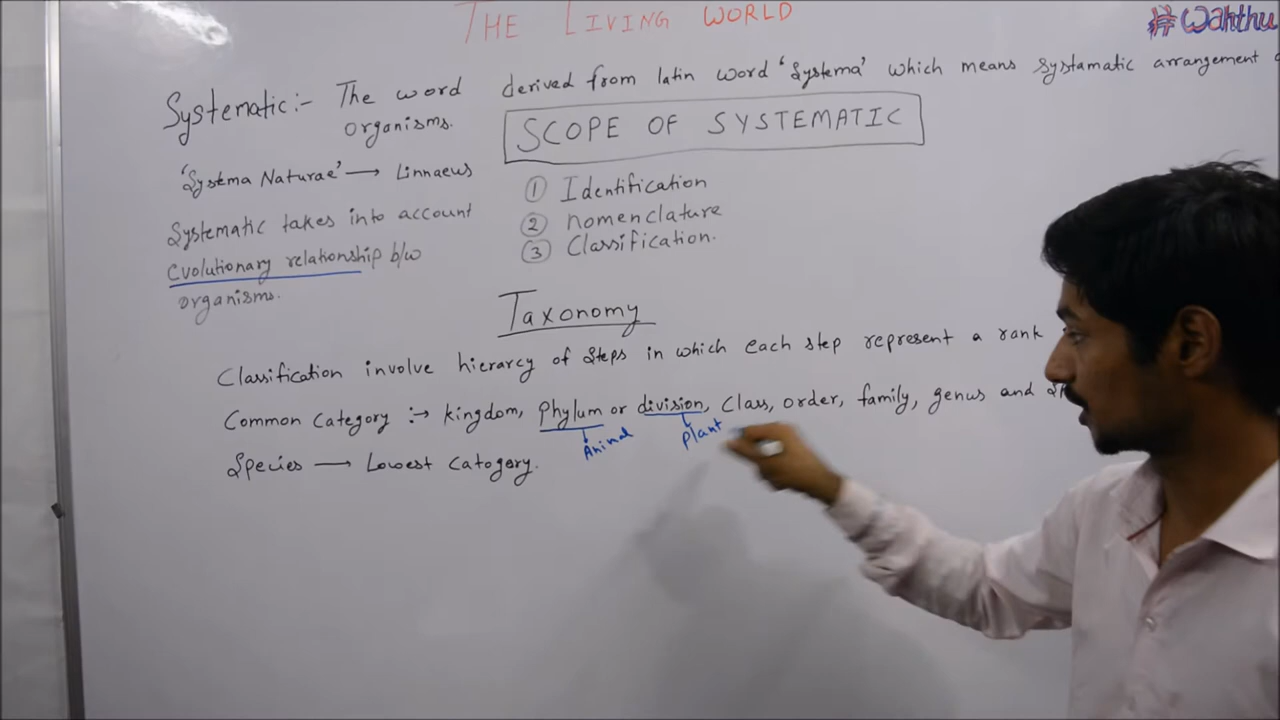 THE LIVING WORLD
#Wahthu
Systematic:- The word derived from latin word 'Systema' which means systamatic arrangement
organisms.
SCOPE OF SYSTEMATIC
'Systema Naturae' → Linnaeus
Systematic takes into account
evolutionary relationship b/w
organisms.
① Identification
② Nomenclature
③ Classification.
Taxonomy
Classification involve hierarcy of steps in which each step represent a rank
Common Category :→ kingdom, phylum or division, class, order, family, genus and
Animal
plant
Species → Lowest catogery.